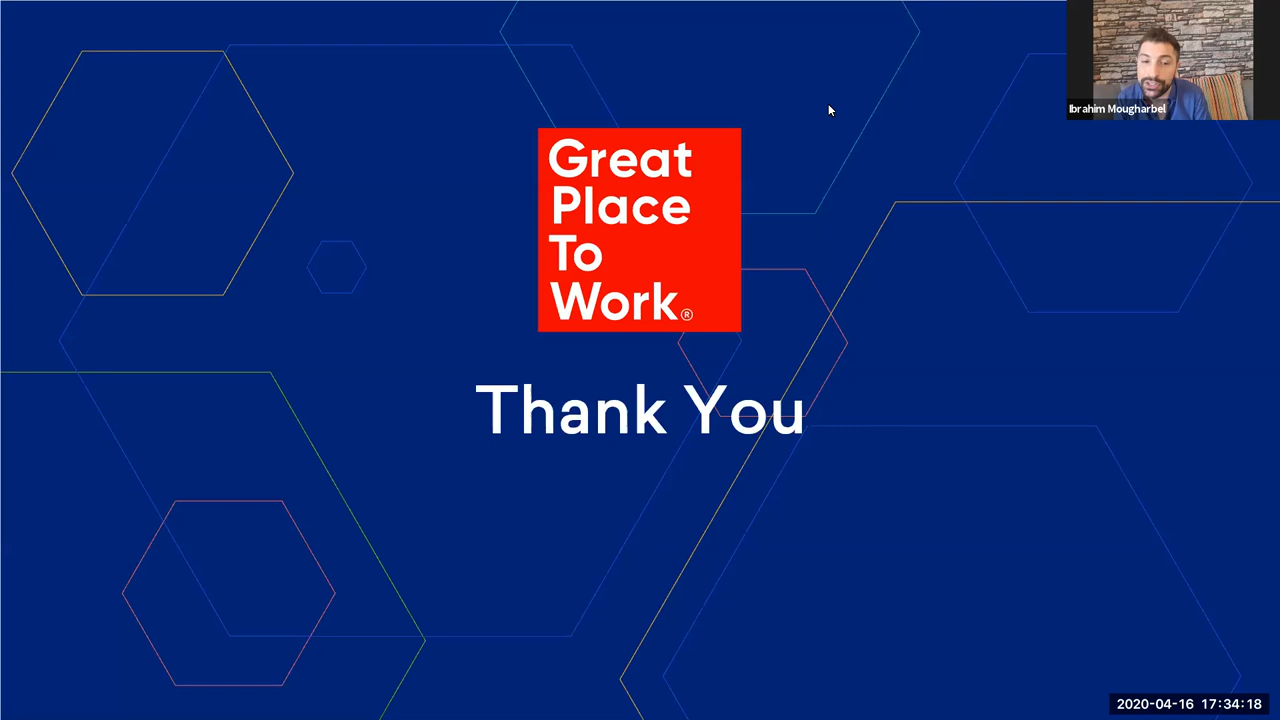 Ibrahim Mougharbel
Great
Place
To
Work®
Thank You
2020-04-16 17:34:18